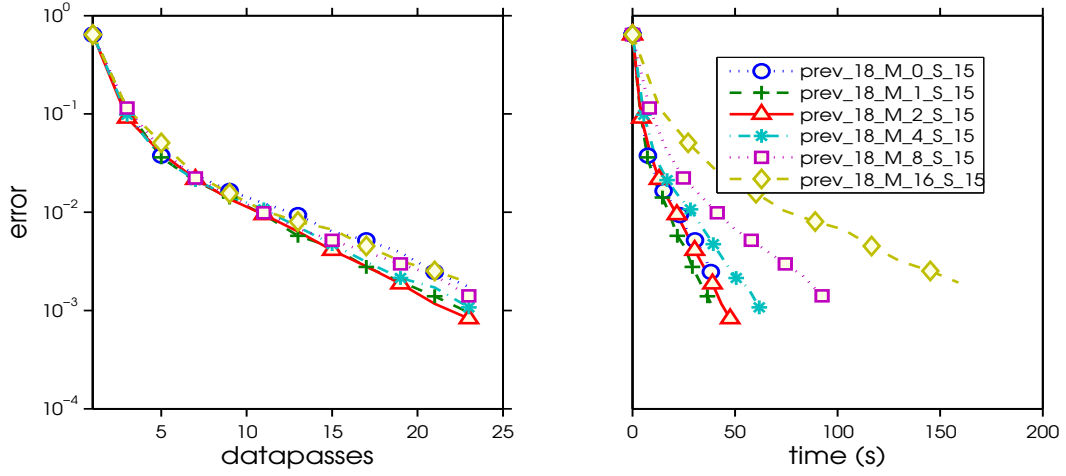 10^0
10^-1
10^-2
10^-3
10^-4
error
5 10 15 20 25
datapasses
prev_18_M_0_S_15
prev_18_M_1_S_15
prev_18_M_2_S_15
prev_18_M_4_S_15
prev_18_M_8_S_15
prev_18_M_16_S_15
0 50 100 150 200
time (s)